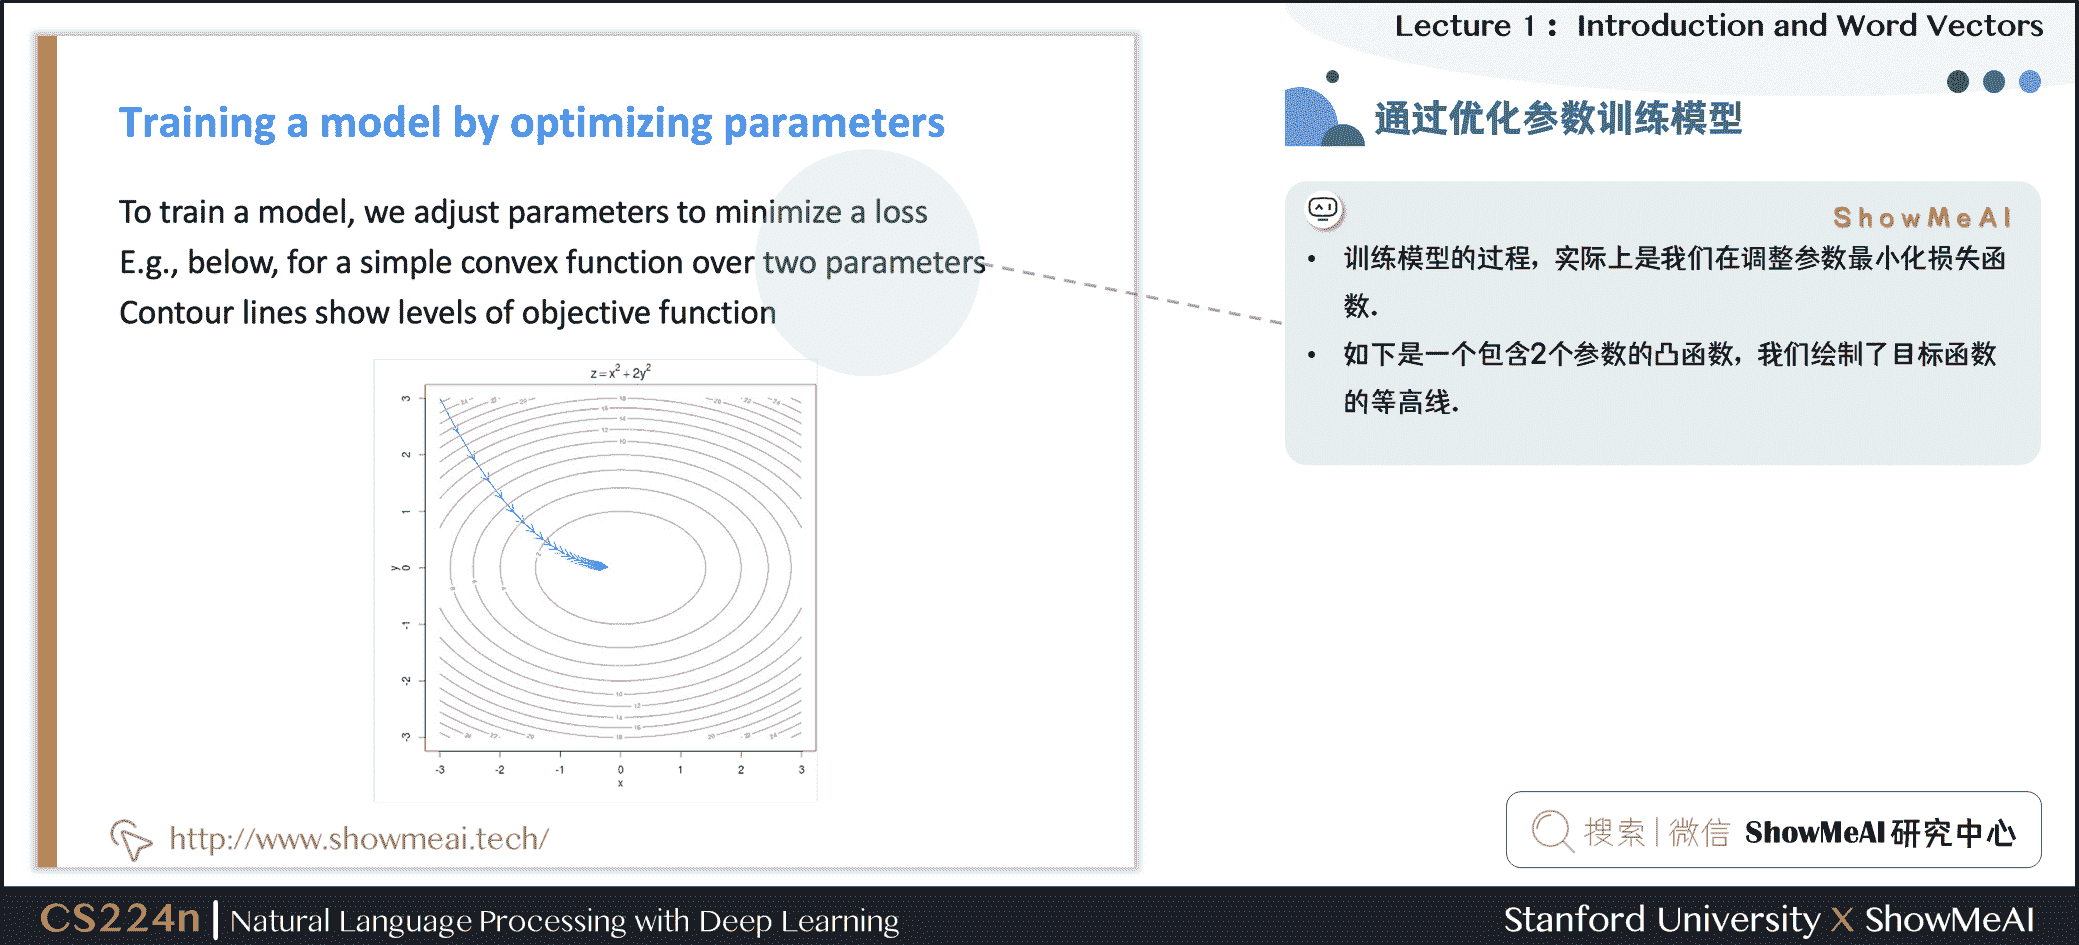 Lecture 1 : Introduction and Word Vectors
Training a model by optimizing parameters
To train a model, we adjust parameters to minimize a loss
E.g., below, for a simple convex function over two parameters
Contour lines show levels of objective function
z = x² + 2y²
3
2
1
0
-1
-2
-3
y
-3 -2 -1 0 1 2 3
x
http://www.showmeai.tech/
通过优化参数训练模型
ShowMeAI
• 训练模型的过程，实际上是我们在调整参数最小化损失函
数.
• 如下是一个包含2个参数的凸函数，我们绘制了目标函数
的等高线.
搜索 | 微信 ShowMeAI 研究中心
CS224n | Natural Language Processing with Deep Learning
Stanford University X ShowMeAI